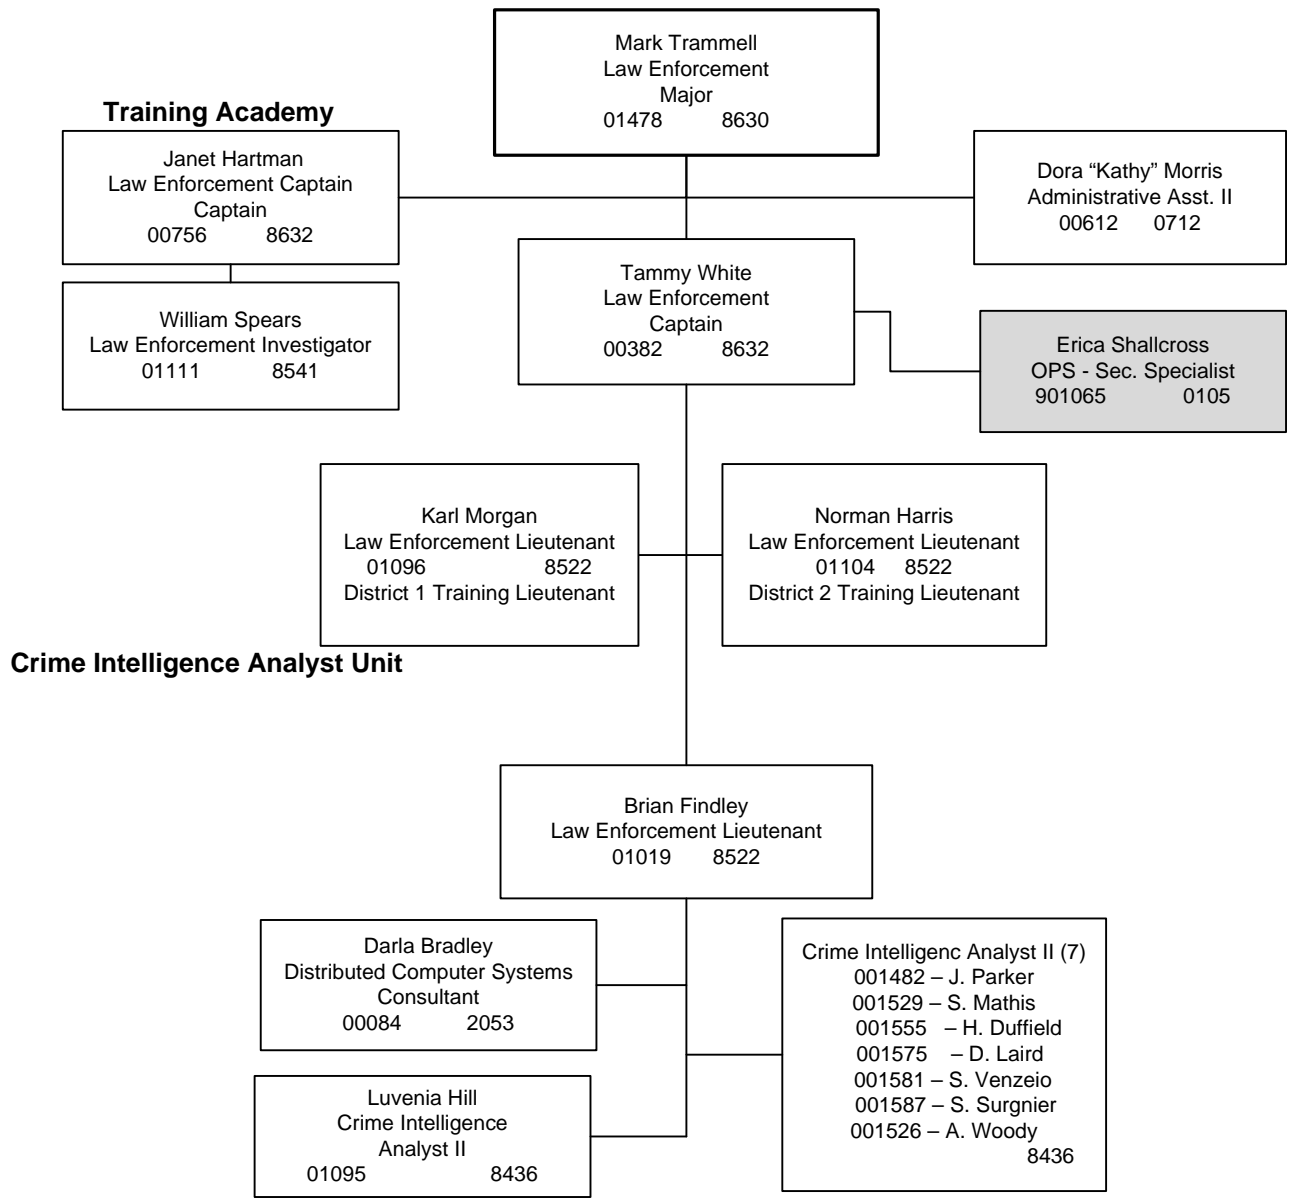 Mark Trammell
Law Enforcement
Major
01478 8630
Training Academy
Janet Hartman
Law Enforcement Captain
Captain
00756 8632
Dora “Kathy” Morris
Administrative Asst. II
00612 0712
Tammy White
Law Enforcement
Captain
00382 8632
William Spears
Law Enforcement Investigator
01111 8541
Erica Shallcross
OPS - Sec. Specialist
901065 0105
Karl Morgan
Law Enforcement Lieutenant
01096 8522
District 1 Training Lieutenant
Norman Harris
Law Enforcement Lieutenant
01104 8522
District 2 Training Lieutenant
Crime Intelligence Analyst Unit
Brian Findley
Law Enforcement Lieutenant
01019 8522
Darla Bradley
Distributed Computer Systems
Consultant
00084 2053
Crime Intelligenc Analyst II (7)
001482 – J. Parker
001529 – S. Mathis
001555 – H. Duffield
001575 – D. Laird
001581 – S. Venzeio
001587 – S. Surgnier
001526 – A. Woody
8436
Luvenia Hill
Crime Intelligence
Analyst II
01095 8436